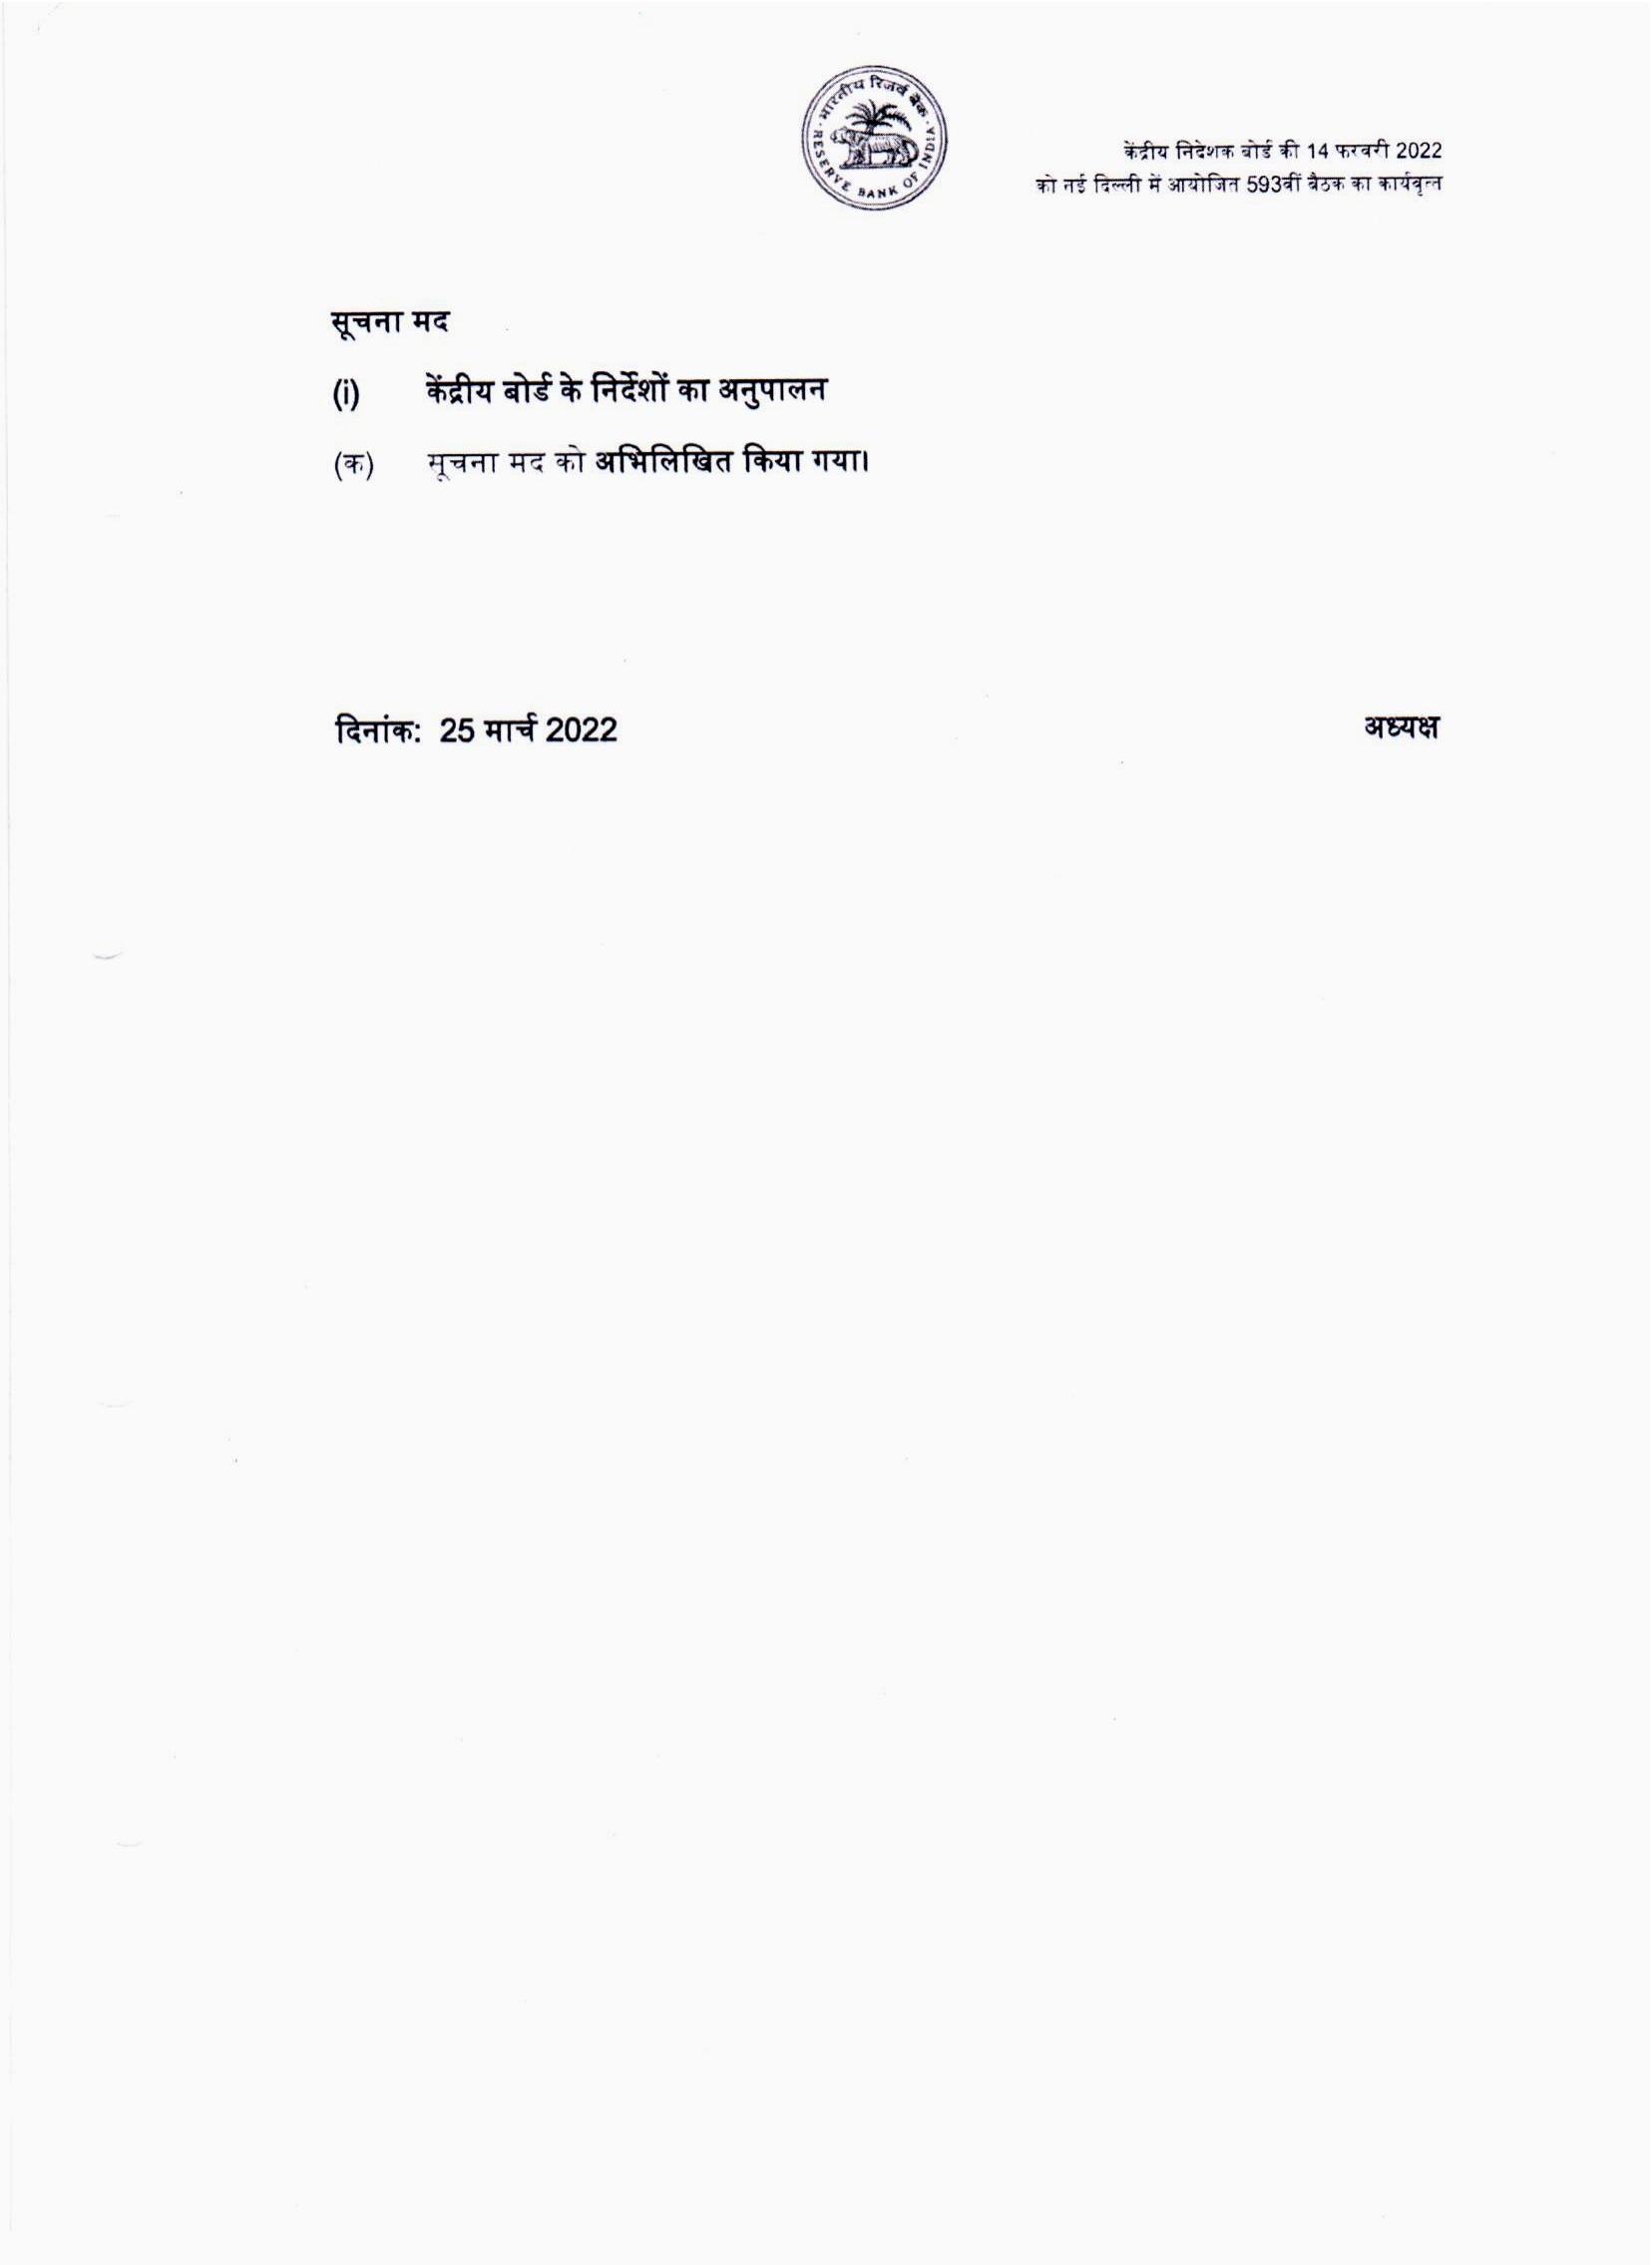 भारतीय रिज़र्व बैंक
RESERVE BANK OF INDIA
केंद्रीय निदेशक बोर्ड की 14 फरवरी 2022
को नई दिल्ली में आयोजित 593वीं बैठक का कार्यवृत्त
सूचना मद
(i) केंद्रीय बोर्ड के निर्देशों का अनुपालन
(क) सूचना मद को अभिलिखित किया गया।
दिनांक: 25 मार्च 2022 अध्यक्ष